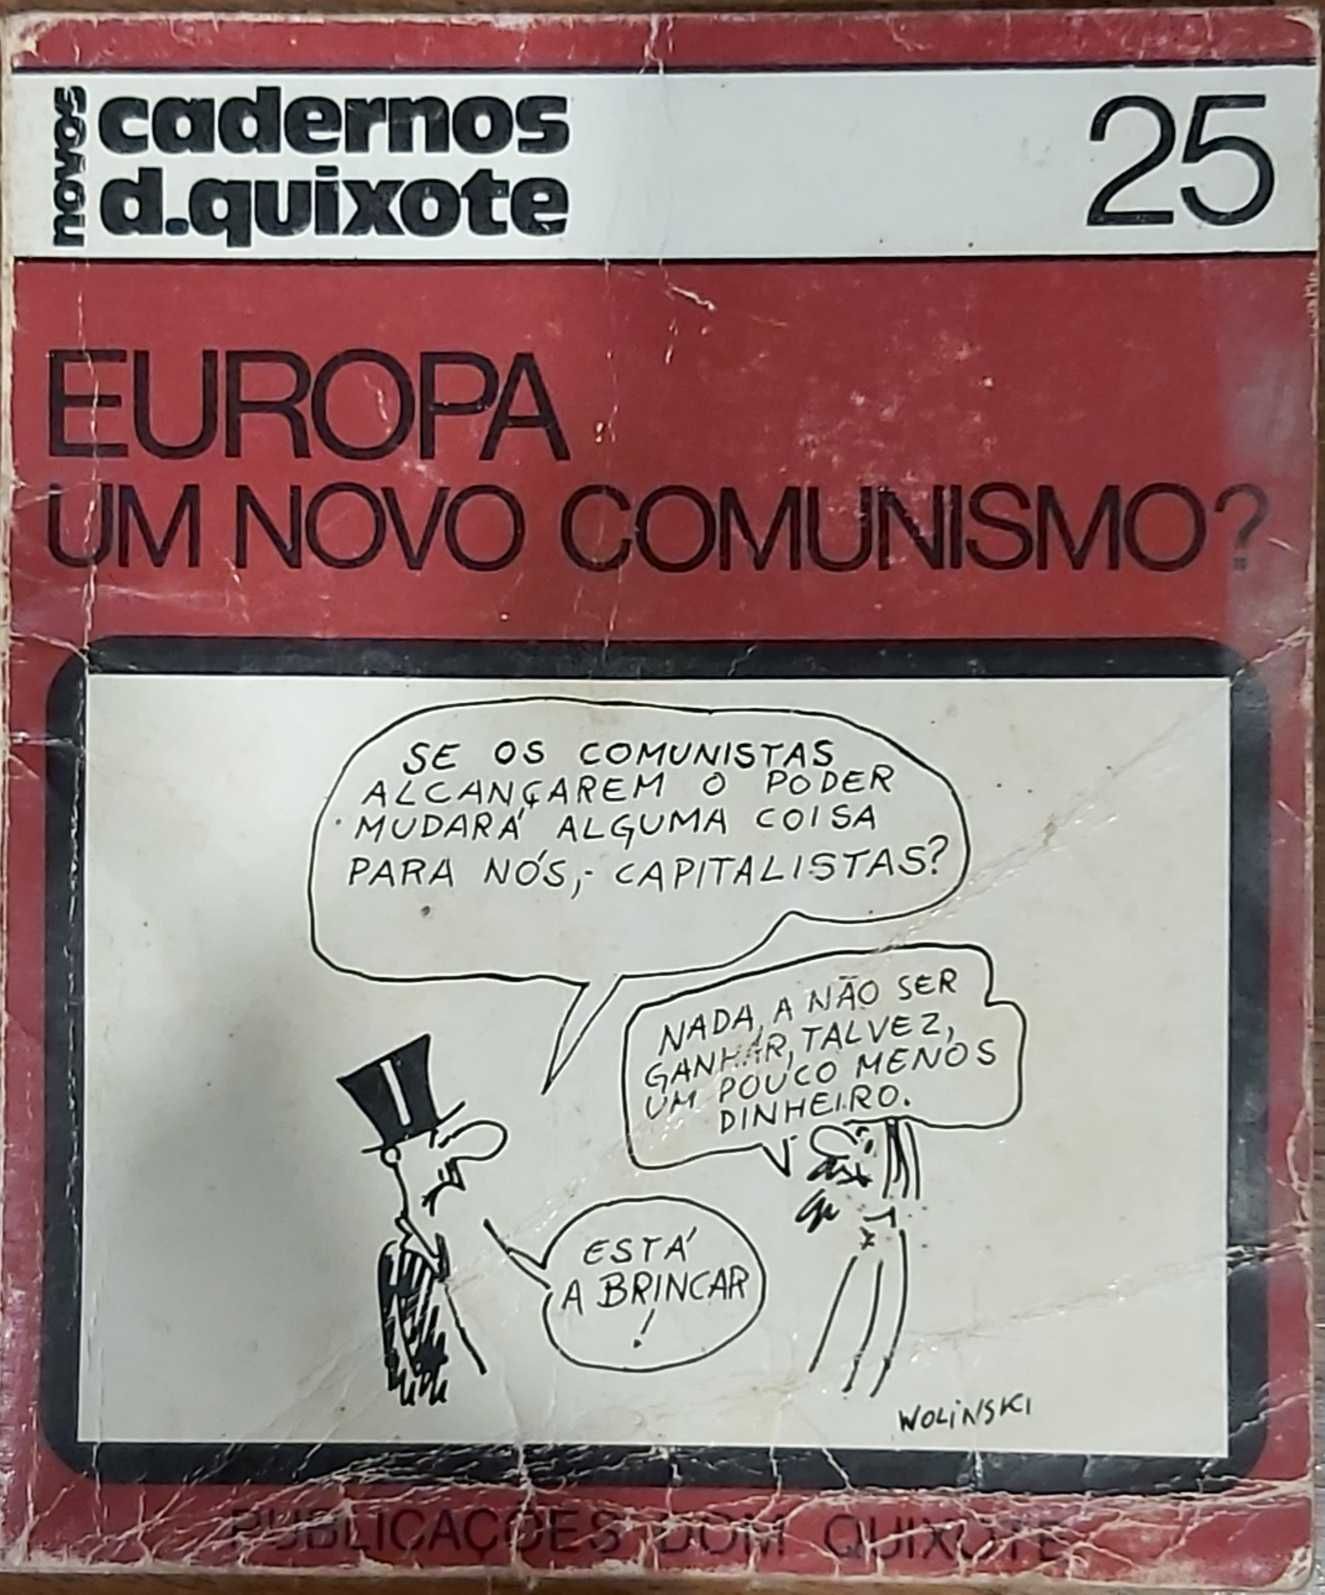 novos
cadernos
d.quixote
25
EUROPA
UM NOVO COMUNISMO?
SE OS COMUNISTAS
ALCANÇAREM O PODER
MUDARÁ ALGUMA COISA
PARA NÓS,- CAPITALISTAS?
NADA, A NÃO SER
GANHAR, TALVEZ,
UM POUCO MENOS
DINHEIRO.
ESTÁ
A BRINCAR
!
WOLINSKI
PUBLICAÇÕES DOM QUIXOTE